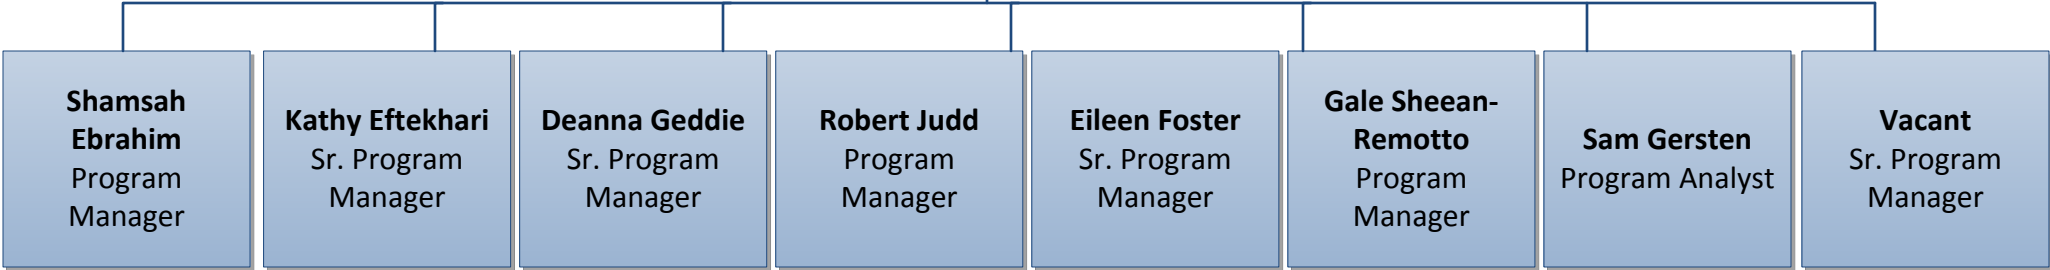 Shamsah
Ebrahim
Program
Manager
Kathy Eftekhari
Sr. Program
Manager
Deanna Geddie
Sr. Program
Manager
Robert Judd
Program
Manager
Eileen Foster
Sr. Program
Manager
Gale Sheean-
Remotto
Program
Manager
Sam Gersten
Program Analyst
Vacant
Sr. Program
Manager